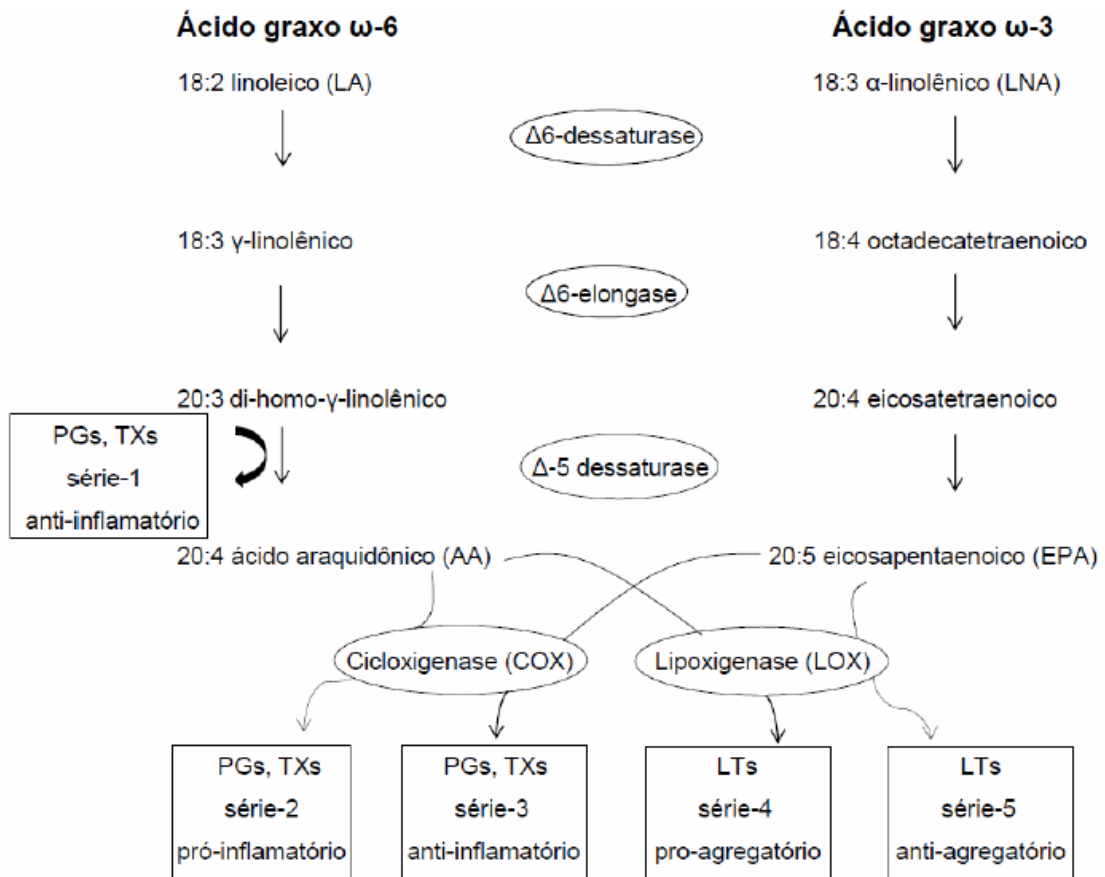 Ácido graxo ω-6
Ácido graxo ω-3
18:2 linoleico (LA)
18:3 α-linolênico (LNA)
Δ6-dessaturase
18:3 γ-linolênico
18:4 octadecatetraenoico
Δ6-elongase
20:3 di-homo-γ-linolênico
20:4 eicosatetraenoico
PGs, TXs
série-1
anti-inflamatório
Δ-5 dessaturase
20:4 ácido araquidônico (AA)
20:5 eicosapentaenoico (EPA)
Cicloxigenase (COX)
Lipoxigenase (LOX)
PGs, TXs
série-2
pró-inflamatório
PGs, TXs
série-3
anti-inflamatório
LTs
série-4
pro-agregatório
LTs
série-5
anti-agregatório